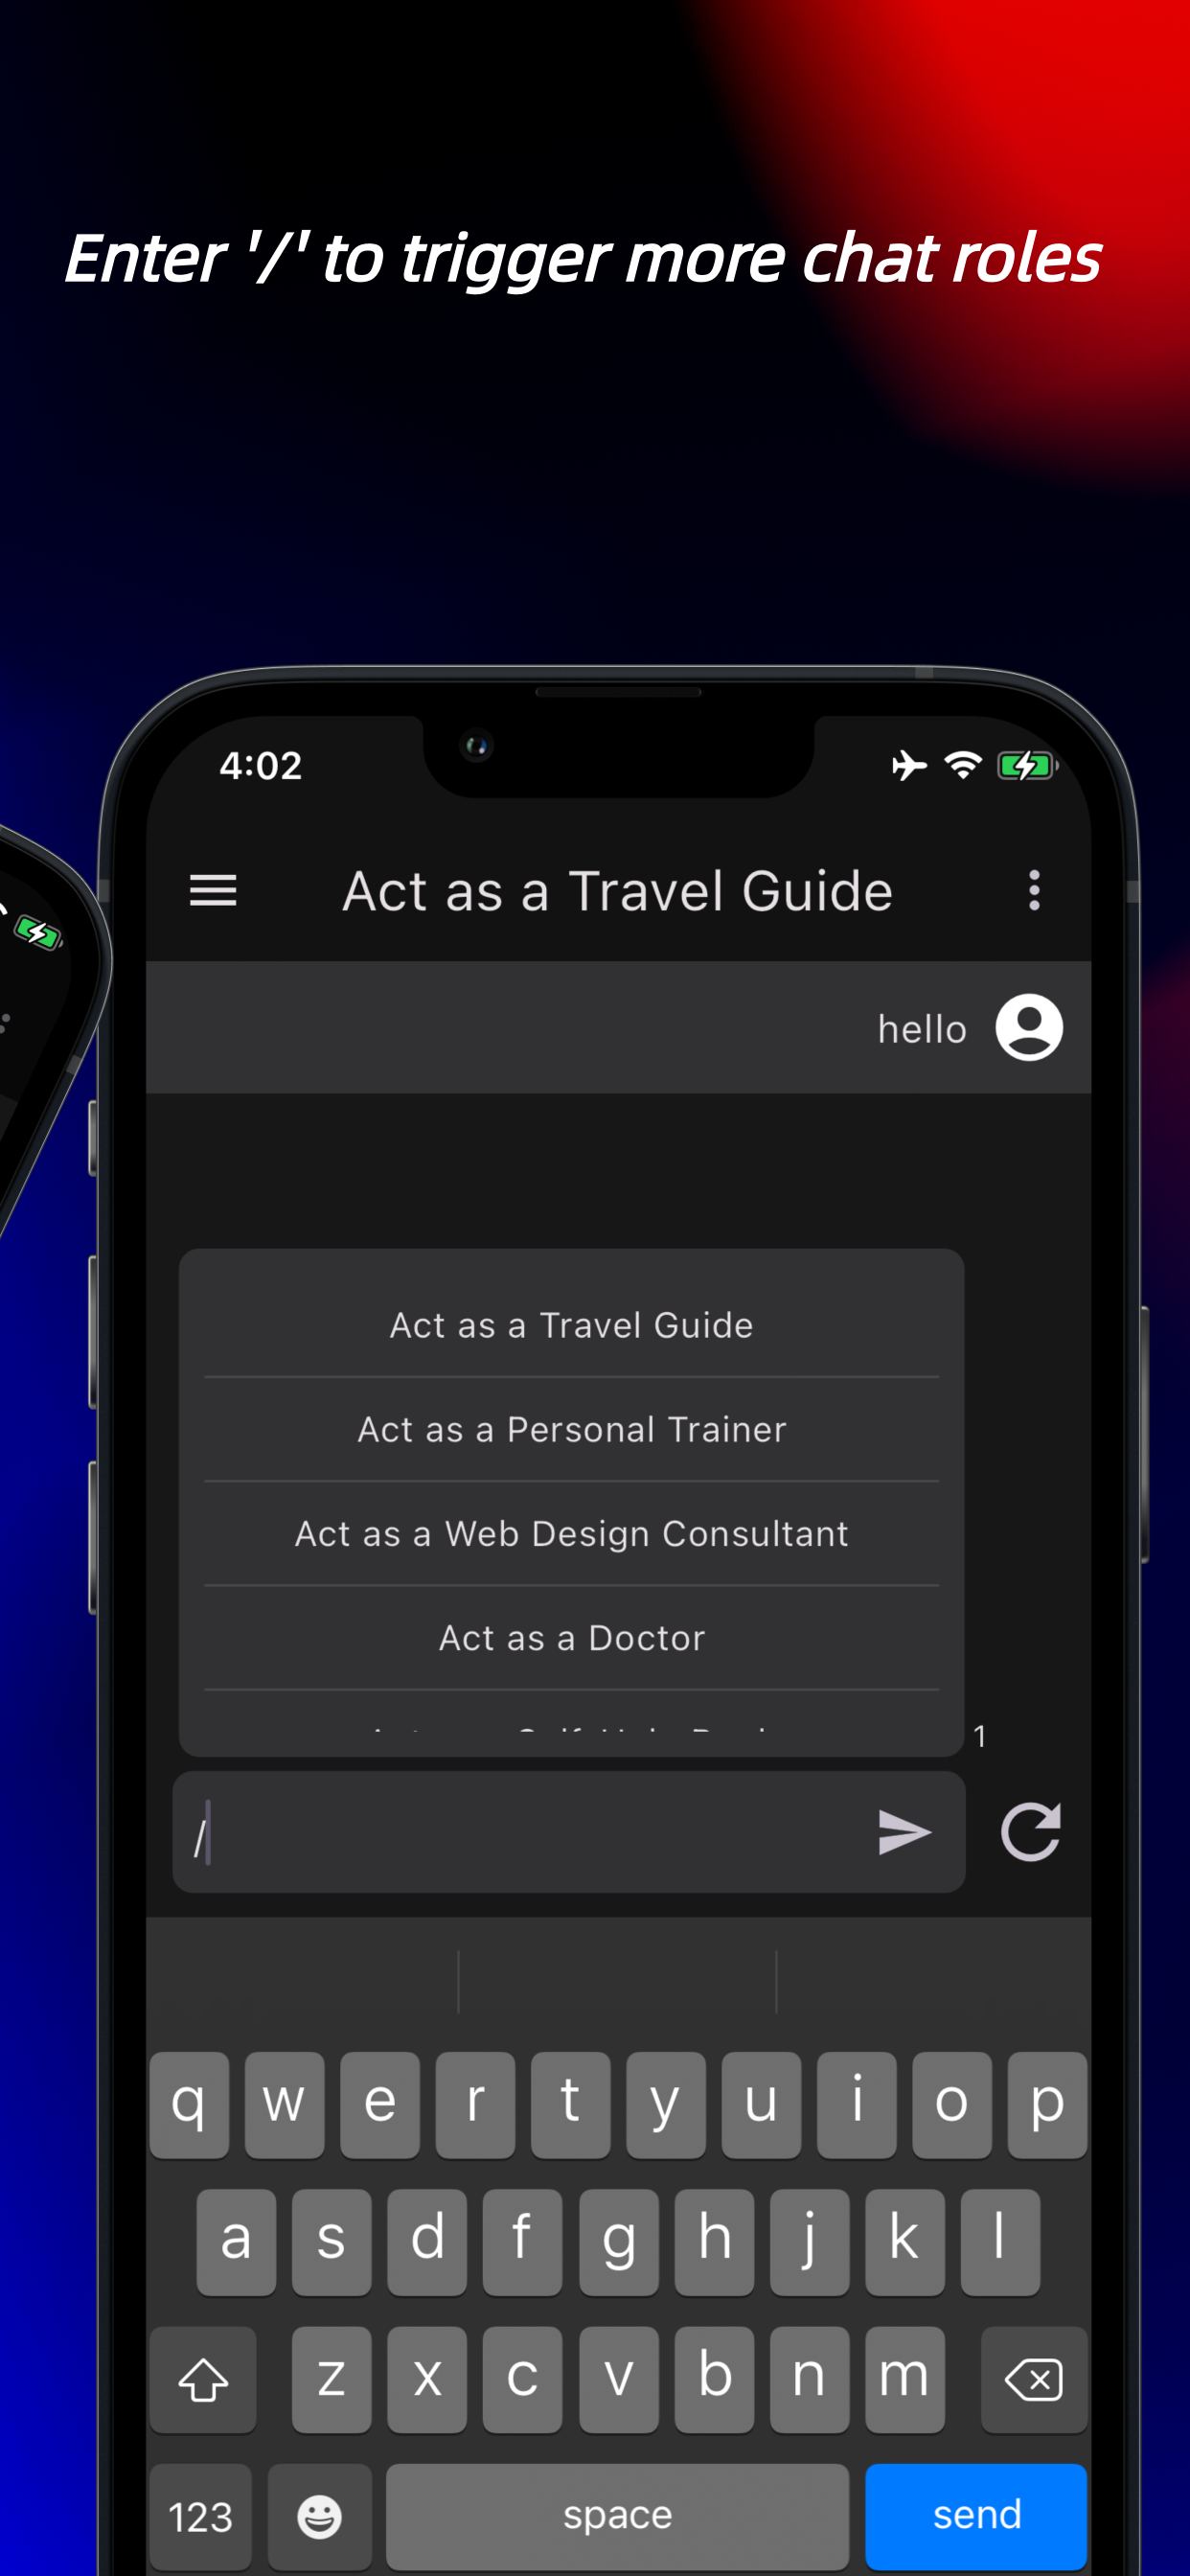 Enter '/' to trigger more chat roles
4:02
Act as a Travel Guide
hello
Act as a Travel Guide
Act as a Personal Trainer
Act as a Web Design Consultant
Act as a Doctor
1
/
q w e r t y u i o p
a s d f g h j k l
z x c v b n m
123 space send